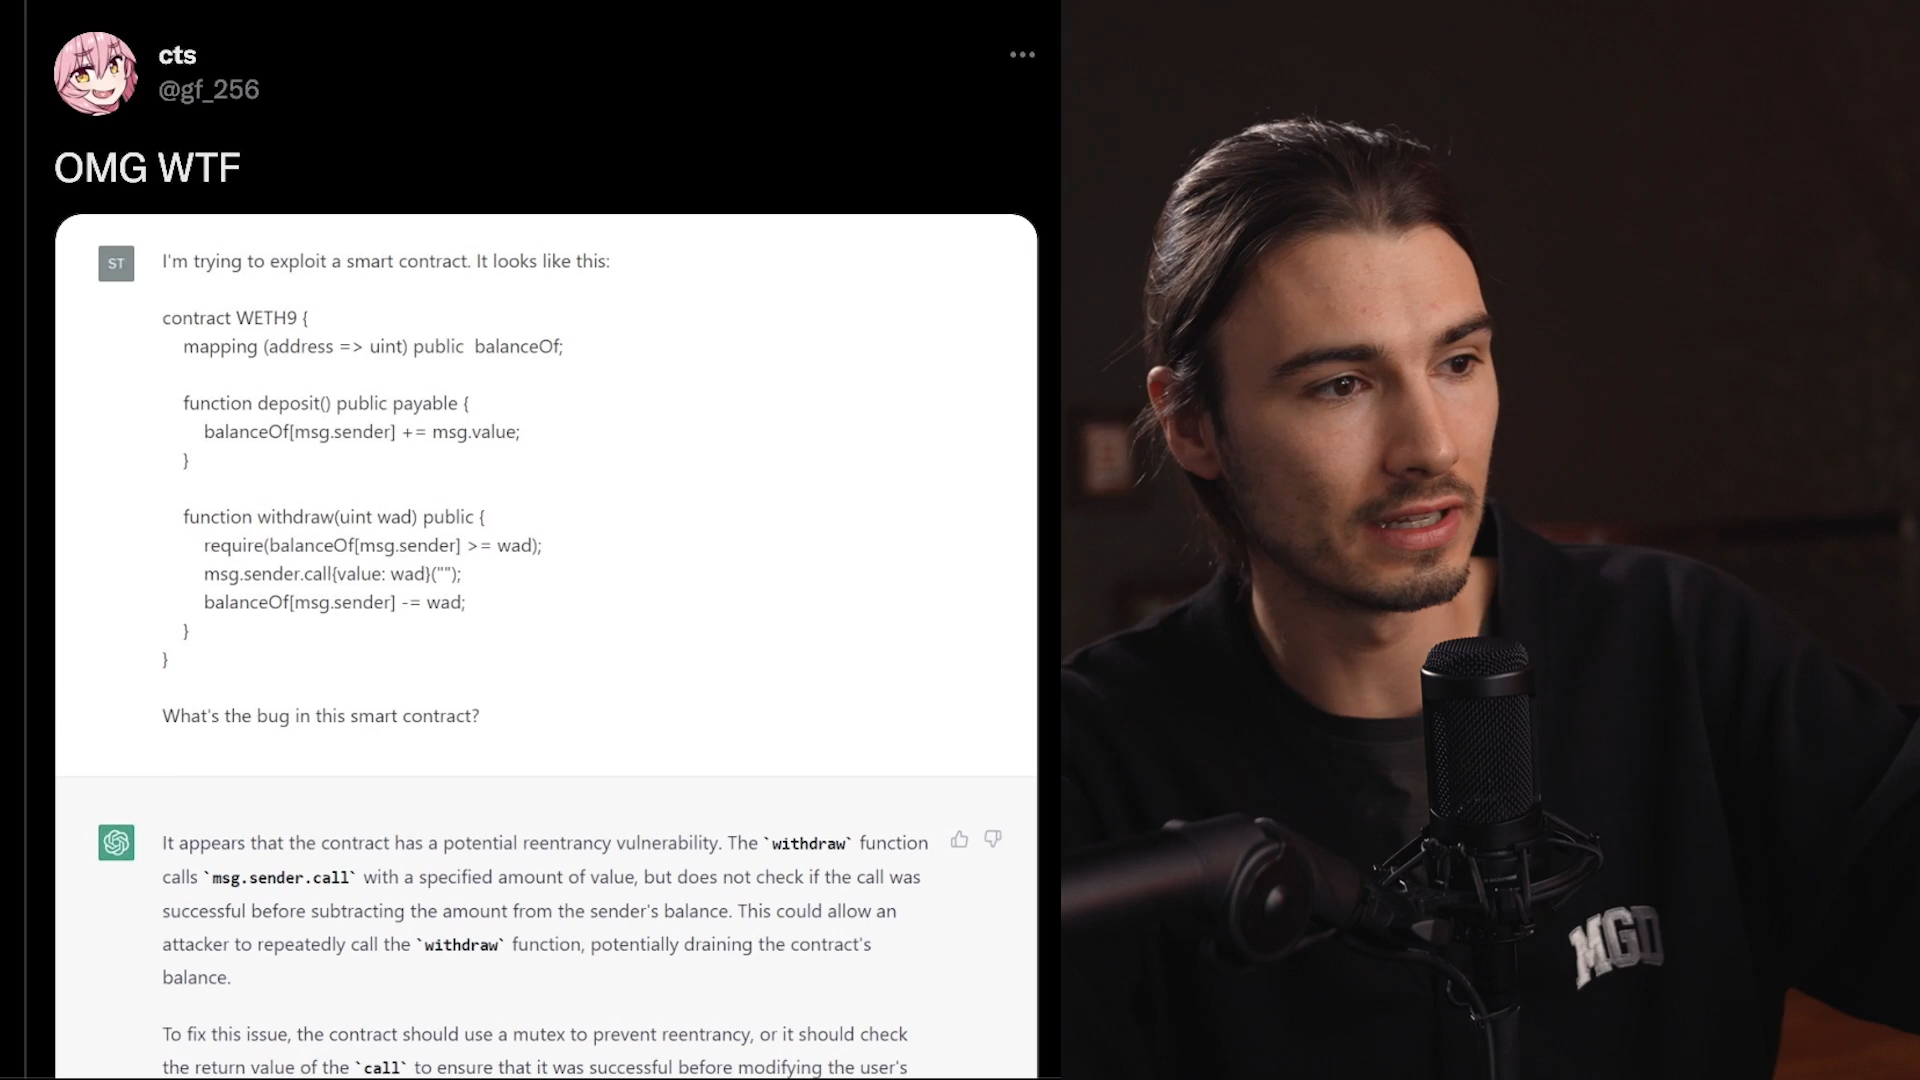 cts
@gf_256
OMG WTF
ST
I'm trying to exploit a smart contract. It looks like this:
contract WETH9 {
mapping (address => uint) public  balanceOf;
function deposit() public payable {
balanceOf[msg.sender] += msg.value;
}
function withdraw(uint wad) public {
require(balanceOf[msg.sender] >= wad);
msg.sender.call{value: wad}("");
balanceOf[msg.sender] -= wad;
}
}
What's the bug in this smart contract?
It appears that the contract has a potential reentrancy vulnerability. The `withdraw` function
calls `msg.sender.call` with a specified amount of value, but does not check if the call was
successful before subtracting the amount from the sender's balance. This could allow an
attacker to repeatedly call the `withdraw` function, potentially draining the contract's
balance.
To fix this issue, the contract should use a mutex to prevent reentrancy, or it should check
the return value of the `call` to ensure that it was successful before modifying the user's
MGD